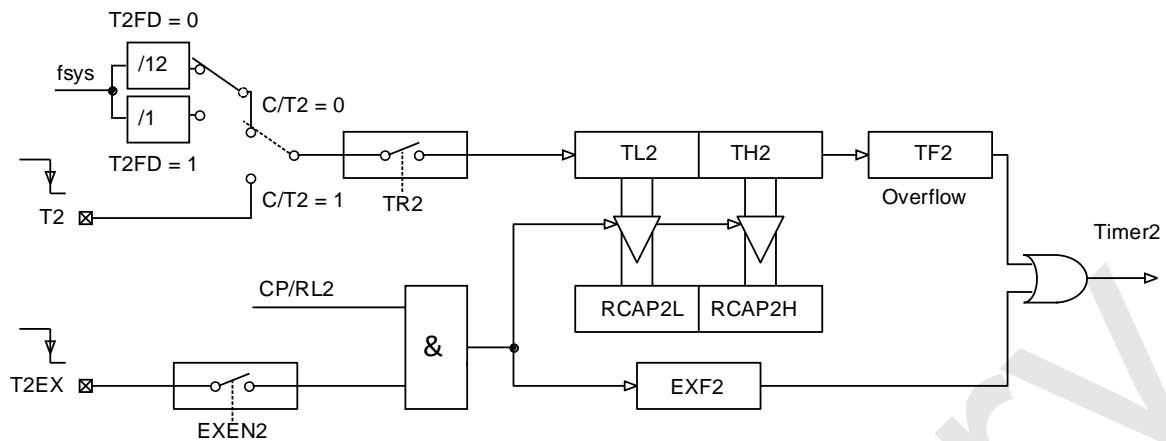 T2FD = 0
/12
fsys
C/T2 = 0
/1
T2FD = 1
TL2
TH2
TF2
T2
C/T2 = 1
TR2
Overflow
Timer2
CP/RL2
RCAP2L
RCAP2H
&
T2EX
EXF2
EXEN2